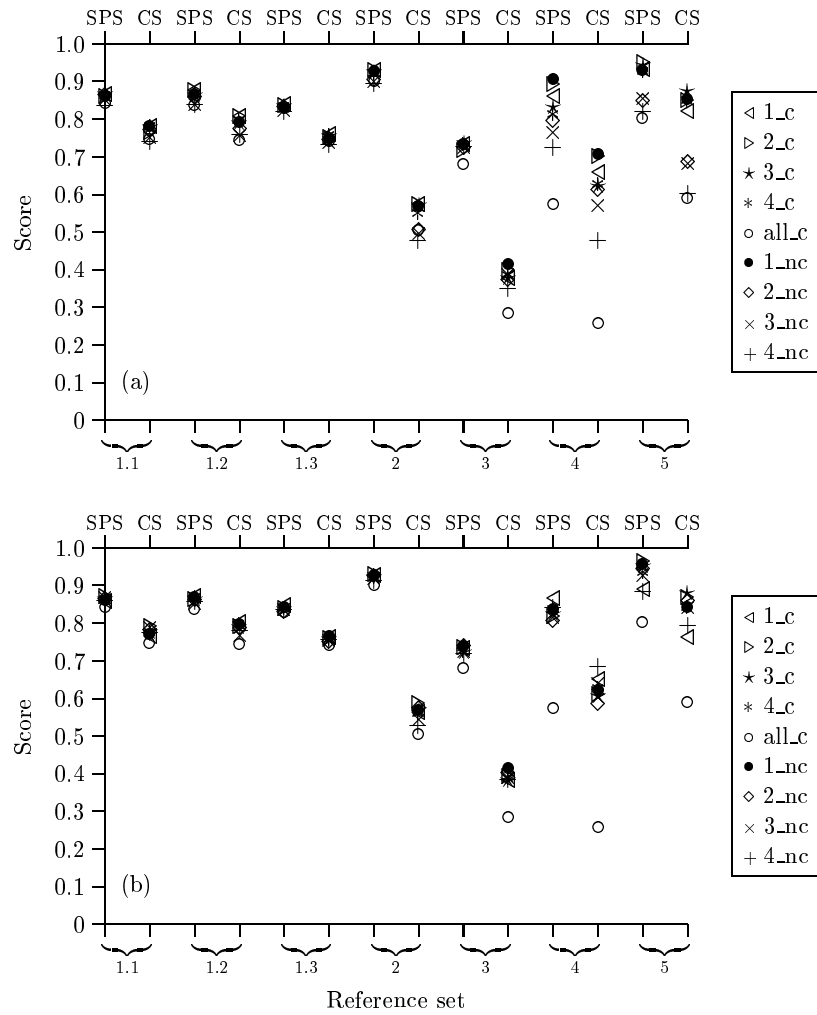 SPS CS SPS CS SPS CS SPS CS SPS CS SPS CS SPS CS
1.0
0.9
0.8
0.7
0.6
0.5
0.4
0.3
0.2
0.1
0
Score
(a)
1.1 1.2 1.3 2 3 4 5
1_c
2_c
3_c
4_c
all_c
1_nc
2_nc
3_nc
4_nc
SPS CS SPS CS SPS CS SPS CS SPS CS SPS CS SPS CS
1.0
0.9
0.8
0.7
0.6
0.5
0.4
0.3
0.2
0.1
0
Score
(b)
1.1 1.2 1.3 2 3 4 5
Reference set
1_c
2_c
3_c
4_c
all_c
1_nc
2_nc
3_nc
4_nc